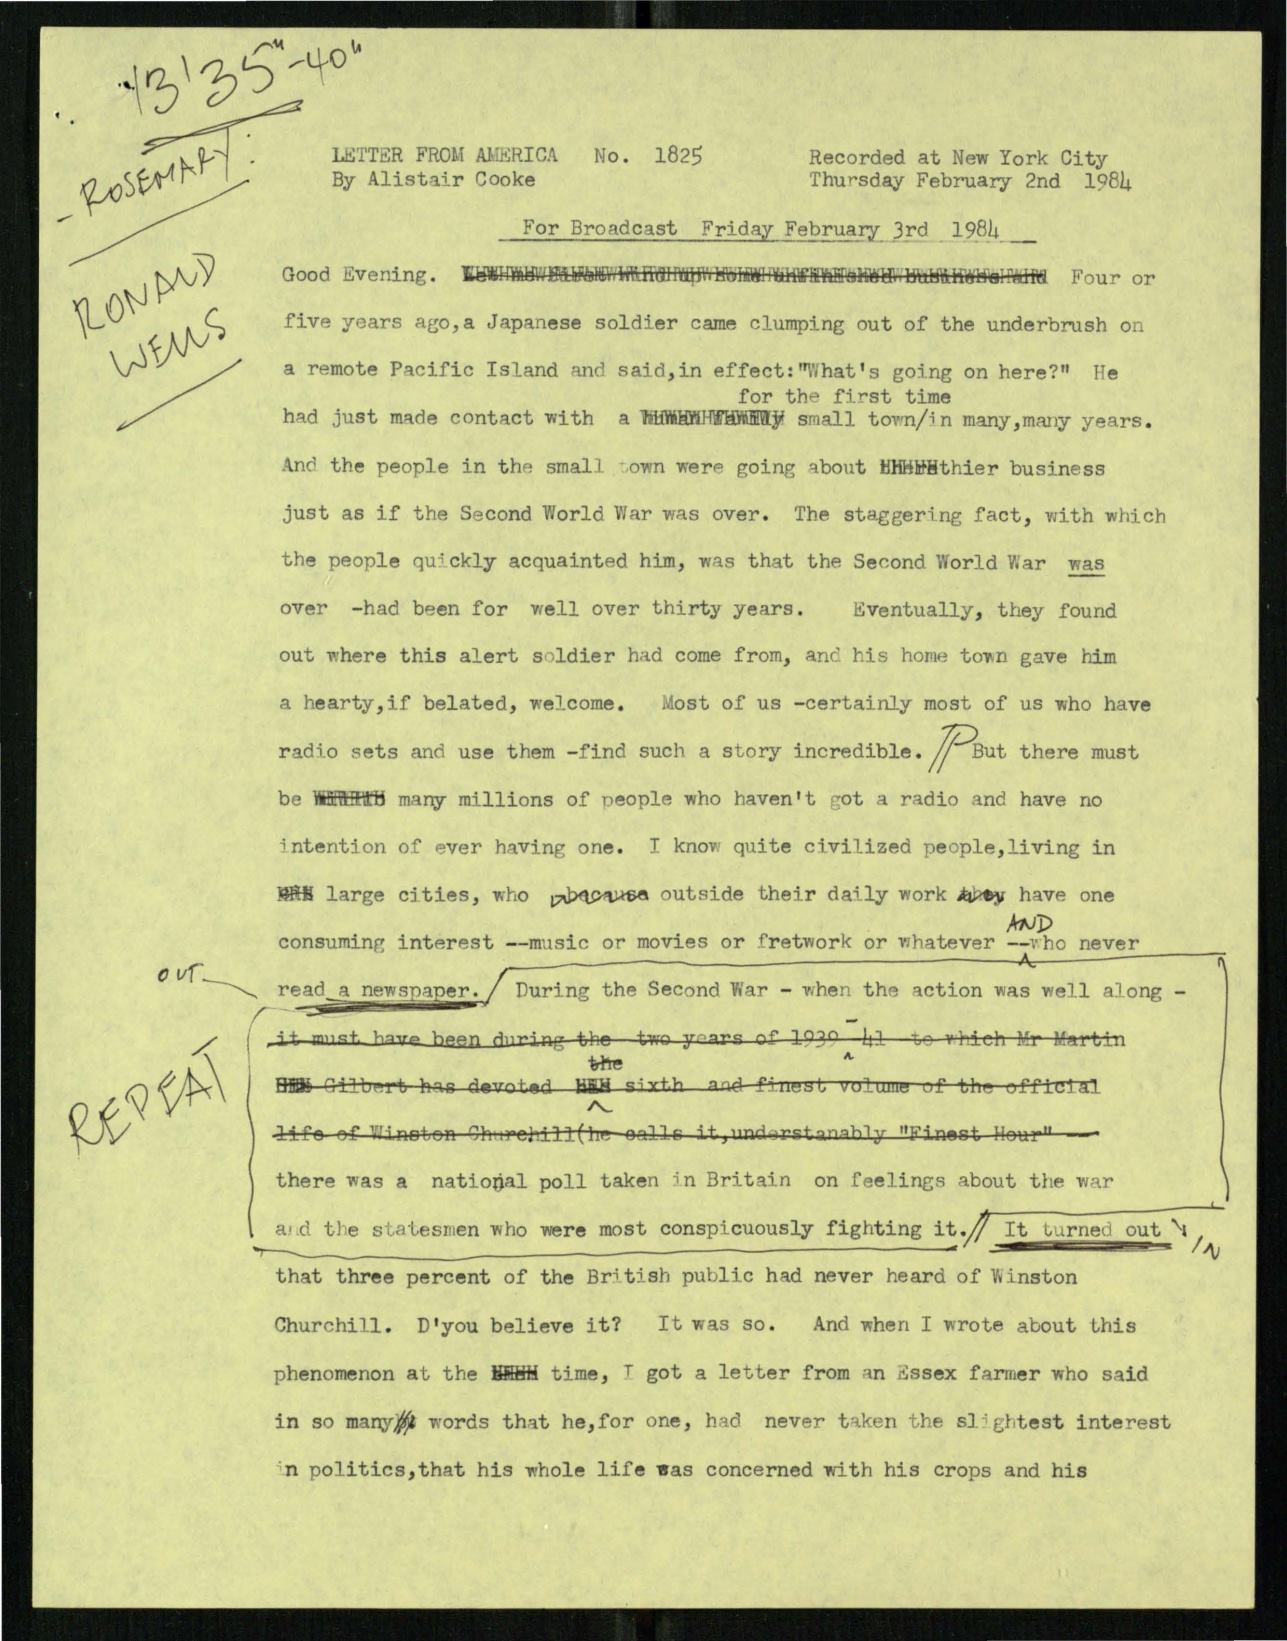 13'35"-40"
- ROSEMARY:
RONALD
WELLS
LETTER FROM AMERICA No. 1825 Recorded at New York City
By Alistair Cooke Thursday February 2nd 1984
For Broadcast Friday February 3rd 1984
Good Evening. Let me first wind up some unfinished business and Four or
five years ago,a Japanese soldier came clumping out of the underbrush on
a remote Pacific Island and said,in effect:"What's going on here?" He
for the first time
had just made contact with a human family small town/in many,many years.
And the people in the small town were going about thier business
just as if the Second World War was over. The staggering fact, with which
the people quickly acquainted him, was that the Second World War was
over -had been for well over thirty years. Eventually, they found
out where this alert soldier had come from, and his home town gave him
a hearty,if belated, welcome. Most of us -certainly most of us who have
radio sets and use them -find such a story incredible. //P But there must
be many millions of people who haven't got a radio and have no
intention of ever having one. I know quite civilized people,living in
large cities, who because outside their daily work they have one
AND
consuming interest --music or movies or fretwork or whatever --who never
OUT
read a newspaper. / During the Second War - when the action was well along -
it must have been during the two years of 1939 - 41 to which Mr Martin
the
Gilbert has devoted sixth and finest volume of the official
REPEAT
life of Winston Churchill(he calls it,understanably "Finest Hour" --
there was a national poll taken in Britain on feelings about the war
and the statesmen who were most conspicuously fighting it.// It turned out
IN
that three percent of the British public had never heard of Winston
Churchill. D'you believe it? It was so. And when I wrote about this
phenomenon at the time, I got a letter from an Essex farmer who said
in so many words that he,for one, had never taken the slightest interest
in politics,that his whole life was concerned with his crops and his